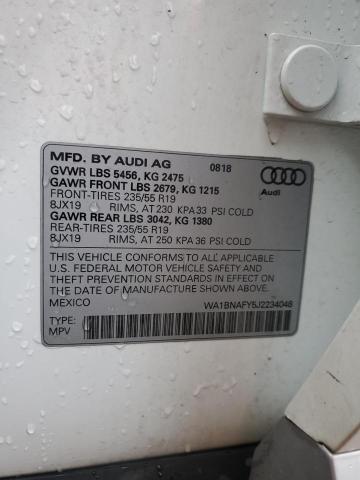 MFD. BY AUDI AG 0818
GVWR LBS 5456, KG 2475
GAWR FRONT LBS 2679, KG 1215
FRONT-TIRES 235/55 R19
8JX19 RIMS, AT 230 KPA 33 PSI COLD
GAWR REAR LBS 3042, KG 1380
REAR-TIRES 235/55 R19
8JX19 RIMS, AT 250 KPA 36 PSI COLD
Audi
THIS VEHICLE CONFORMS TO ALL APPLICABLE
U.S. FEDERAL MOTOR VEHICLE SAFETY AND
THEFT PREVENTION STANDARDS IN EFFECT ON THE
DATE OF MANUFACTURE SHOWN ABOVE.
MEXICO WA1BNAFY5J2234048
TYPE:
MPV